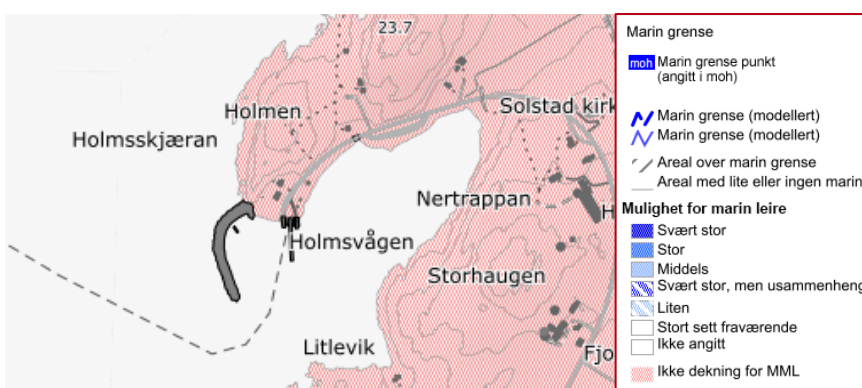 23.7
Holmen
Solstad kirk
Holmsskjæran
Nertrappan
H
Holmsvågen
Storhaugen
Litlevik
Fjo
Marin grense
moh Marin grense punkt
(angitt i moh)
Marin grense (modellert)
Marin grense (modellert)
Areal over marin grense
Areal med lite eller ingen marin
Mulighet for marin leire
Svært stor
Stor
Middels
Svært stor, men usammenheng
Liten
Stort sett fraværende
Ikke angitt
Ikke dekning for MML